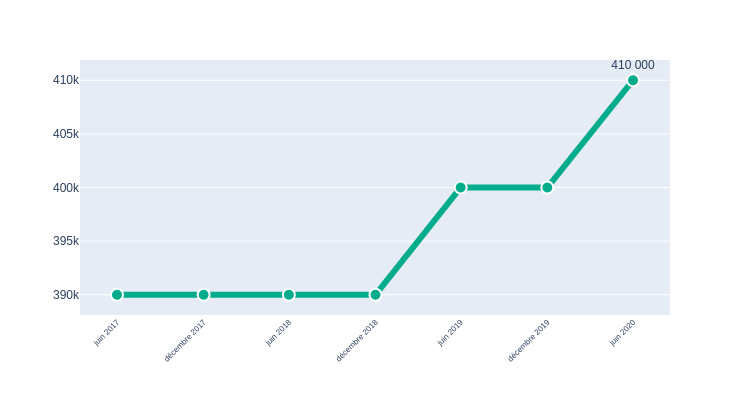 410 000
410k
405k
400k
395k
390k
juin 2017
décembre 2017
juin 2018
décembre 2018
juin 2019
décembre 2019
juin 2020